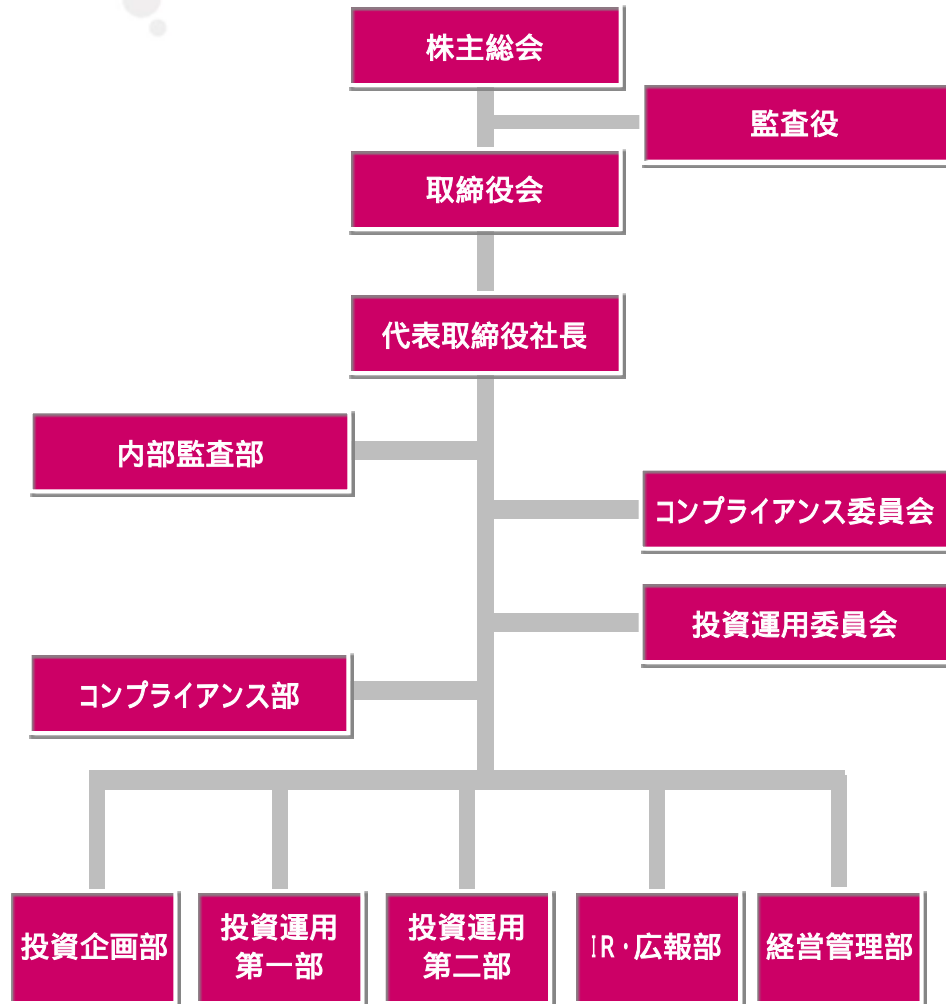 株主総会
監査役
取締役会
代表取締役社長
内部監査部
コンプライアンス委員会
投資運用委員会
コンプライアンス部
投資企画部
投資運用
第一部
投資運用
第二部
IR・広報部
経営管理部